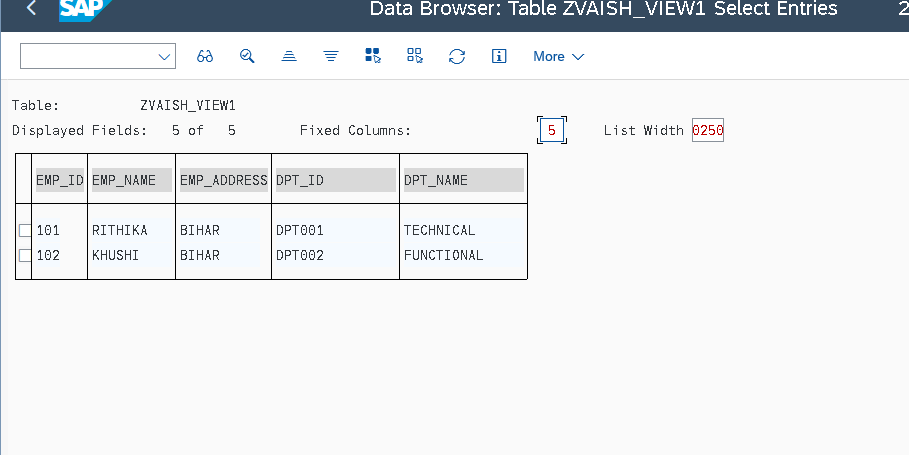 SAP Data Browser: Table ZVAISH_VIEW1 Select Entries 2
More
Table: ZVAISH_VIEW1
Displayed Fields: 5 of 5 Fixed Columns: 5 List Width 0250
EMP_ID EMP_NAME EMP_ADDRESS DPT_ID DPT_NAME
101 RITHIKA BIHAR DPT001 TECHNICAL
102 KHUSHI BIHAR DPT002 FUNCTIONAL